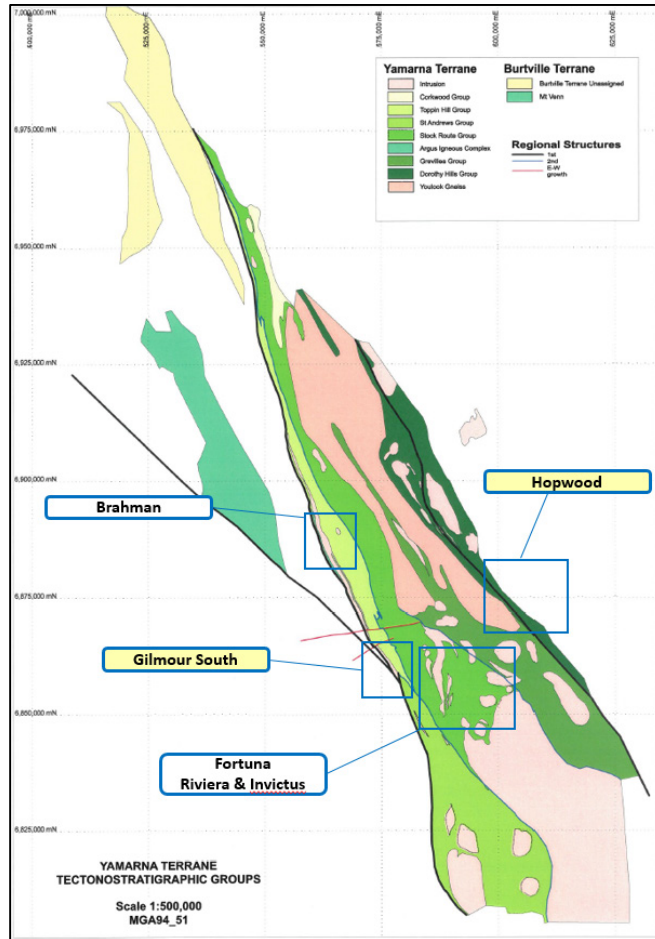 7,000,000 mN
500,000 mE
525,000 mE
550,000 mE
575,000 mE
600,000 mE
625,000 mE
Yamarna Terrane
Intrusion
Corkwood Group
Toppin Hill Group
St Andrews Group
Stock Route Group
Argus Igneous Complex
Grevillea Group
Dorothy Hills Group
Youlook Gneiss
Burtville Terrane
Burtville Terrane Unassigned
Mt Venn
Regional Structures
1st
2nd
E-W
growth
6,975,000 mN
6,950,000 mN
6,925,000 mN
6,900,000 mN
Hopwood
Brahman
6,875,000 mN
Gilmour South
6,850,000 mN
Fortuna
Riviera & Invictus
6,825,000 mN
YAMARNA TERRANE
TECTONOSTRATIGRAPHIC GROUPS
Scale 1:500,000
MGA94_51